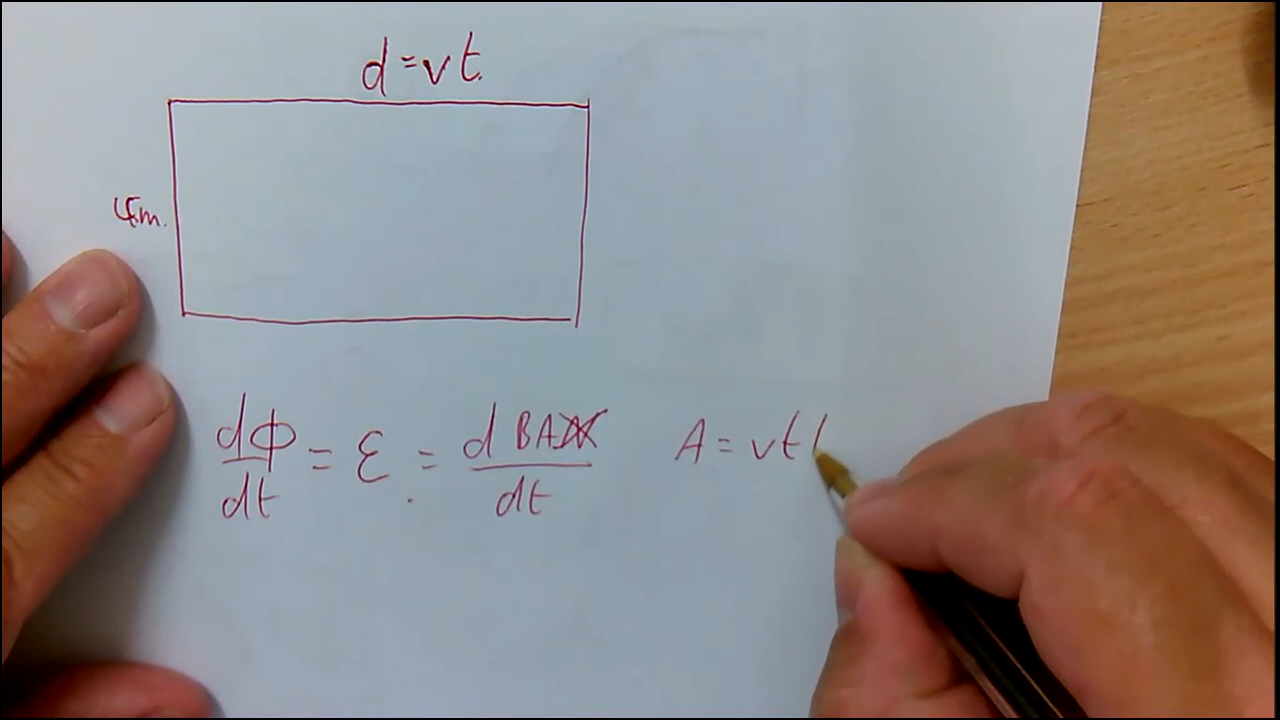 d = vt.
4m.
dΦ/dt = ε = d BA/dt A = vt